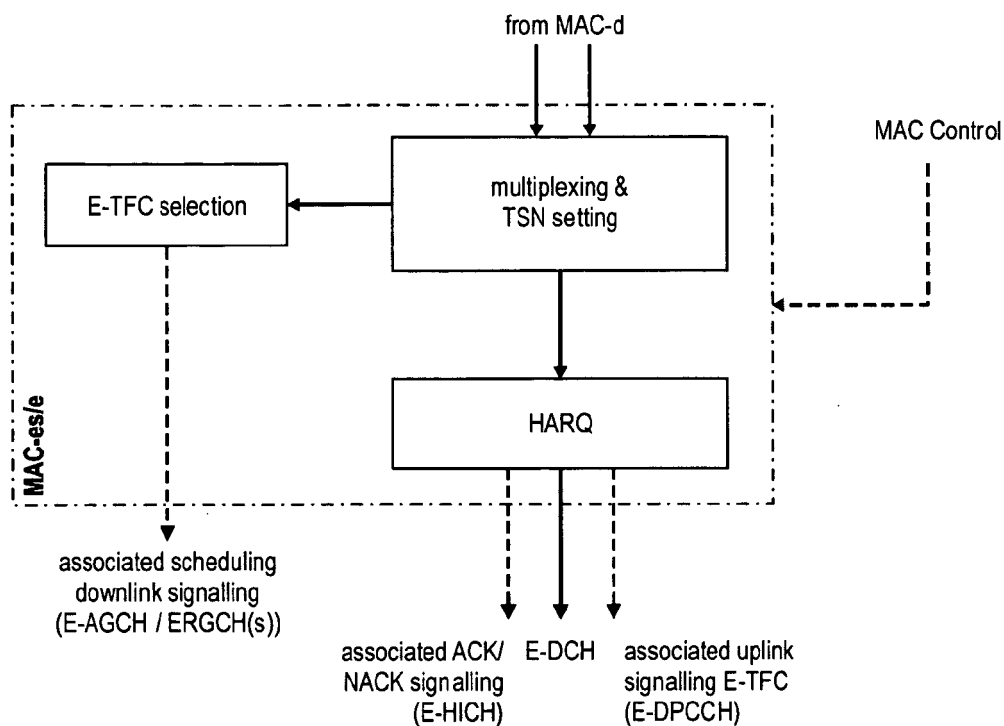 from MAC-d
MAC Control
multiplexing &
TSN setting
E-TFC selection
HARQ
MAC-es/e
associated scheduling
downlink signalling
(E-AGCH / ERGCH(s))
associated ACK/
NACK signalling
(E-HICH)
E-DCH
associated uplink
signalling E-TFC
(E-DPCCH)